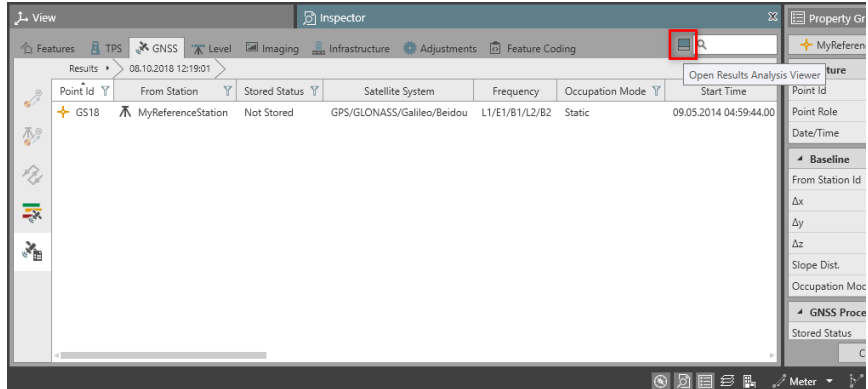 View
Inspector
Property Gr
Features TPS GNSS Level Imaging Infrastructure Adjustments Feature Coding
MyReferen
Results 08.10.2018 12:19:01
Open Results Analysis Viewer
ture
Point Id From Station Stored Status Satellite System Frequency Occupation Mode Start Time
Point Id
GS18 MyReferenceStation Not Stored GPS/GLONASS/Galileo/Beidou L1/E1/B1/L2/B2 Static 09.05.2014 04:59:44.00
Point Role
Date/Time
Baseline
From Station Id
Δx
Δy
Δz
Slope Dist.
Occupation Mod
GNSS Proce
Stored Status
C
Meter